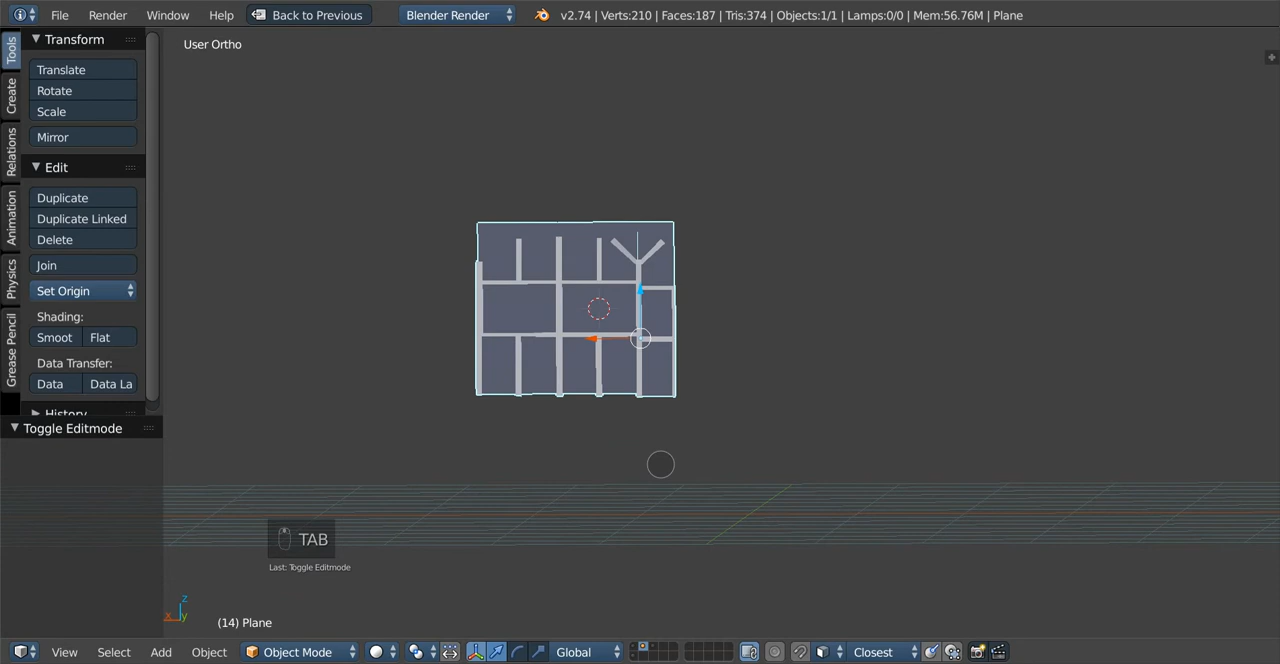 File Render Window Help Back to Previous Blender Render v2.74 | Verts:210 | Faces:187 | Tris:374 | Objects:1/1 | Lamps:0/0 | Mem:56.76M | Plane
Tools
Create
Relations
Animation
Physics
Grease Pencil
Transform
Translate
Rotate
Scale
Mirror
Edit
Duplicate
Duplicate Linked
Delete
Join
Set Origin
Shading:
Smoot Flat
Data Transfer:
Data Data La
History
Toggle Editmode
User Ortho
TAB
Last: Toggle Editmode
z
x y
(14) Plane
View Select Add Object Object Mode Global Closest